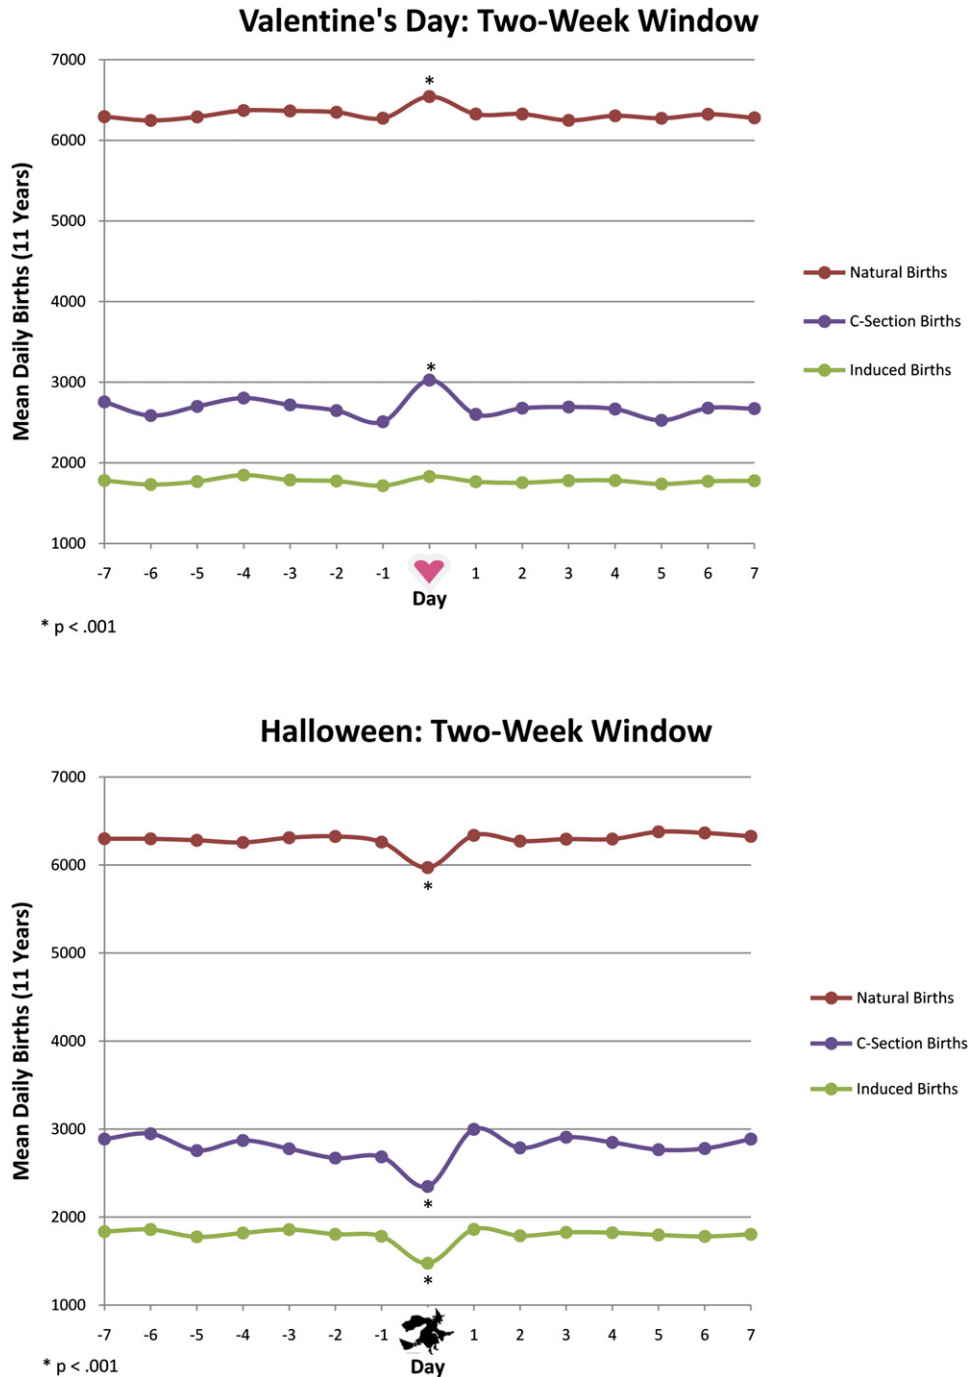 Valentine's Day: Two-Week Window
7000
6000
5000
4000
3000
2000
1000
Mean Daily Births (11 Years)
*
*
Natural Births
C-Section Births
Induced Births
-7 -6 -5 -4 -3 -2 -1 1 2 3 4 5 6 7
Day
* p < .001
Halloween: Two-Week Window
7000
6000
5000
4000
3000
2000
1000
Mean Daily Births (11 Years)
*
*
*
Natural Births
C-Section Births
Induced Births
-7 -6 -5 -4 -3 -2 -1 1 2 3 4 5 6 7
Day
* p < .001